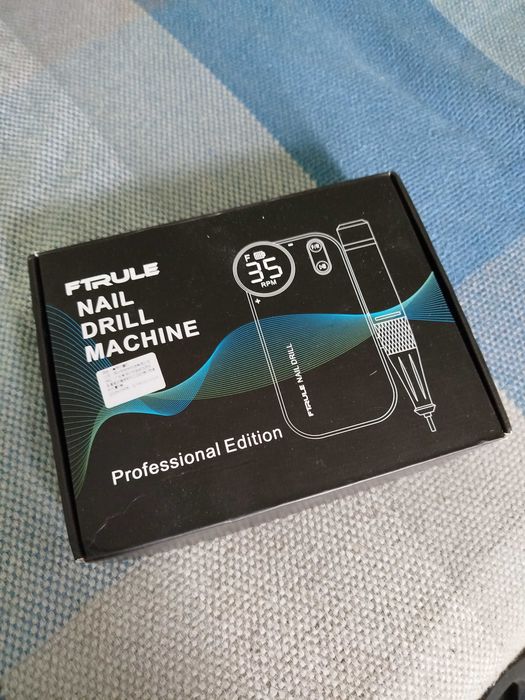 FTRULE
NAIL
DRILL
MACHINE
Professional Edition
F
35
RPM
-
+
FTRULE NAIL DRILL